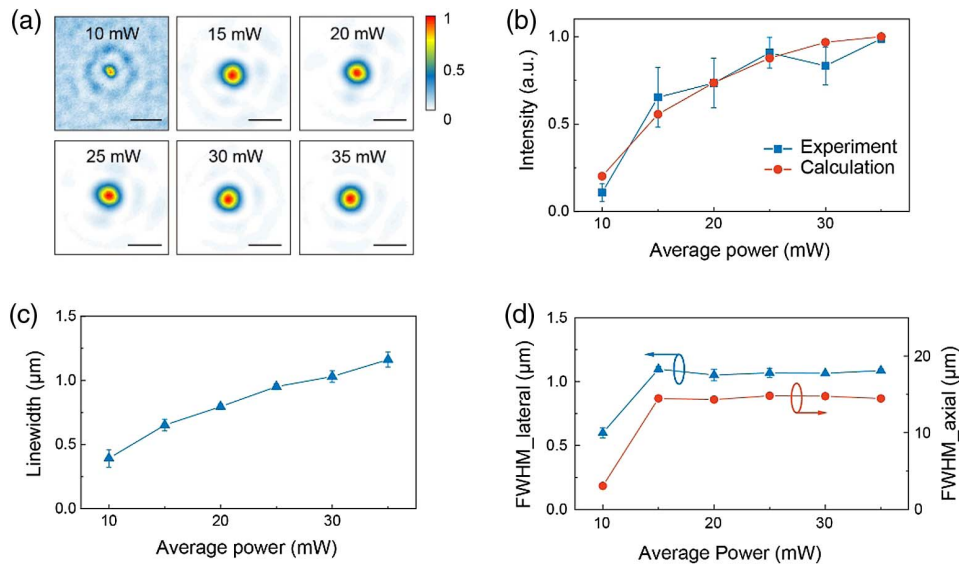 (a)
10 mW
15 mW
20 mW
1
0.5
0
25 mW
30 mW
35 mW
(b)
1.0
0.5
0.0
Intensity (a.u.)
Experiment
Calculation
10
20
30
Average power (mW)
(c)
1.5
1.0
0.5
0.0
Linewidth (μm)
10
20
30
Average power (mW)
(d)
1.5
1.0
0.5
0.0
FWHM_lateral (μm)
20
10
0
FWHM_axial (μm)
10
20
30
Average Power (mW)